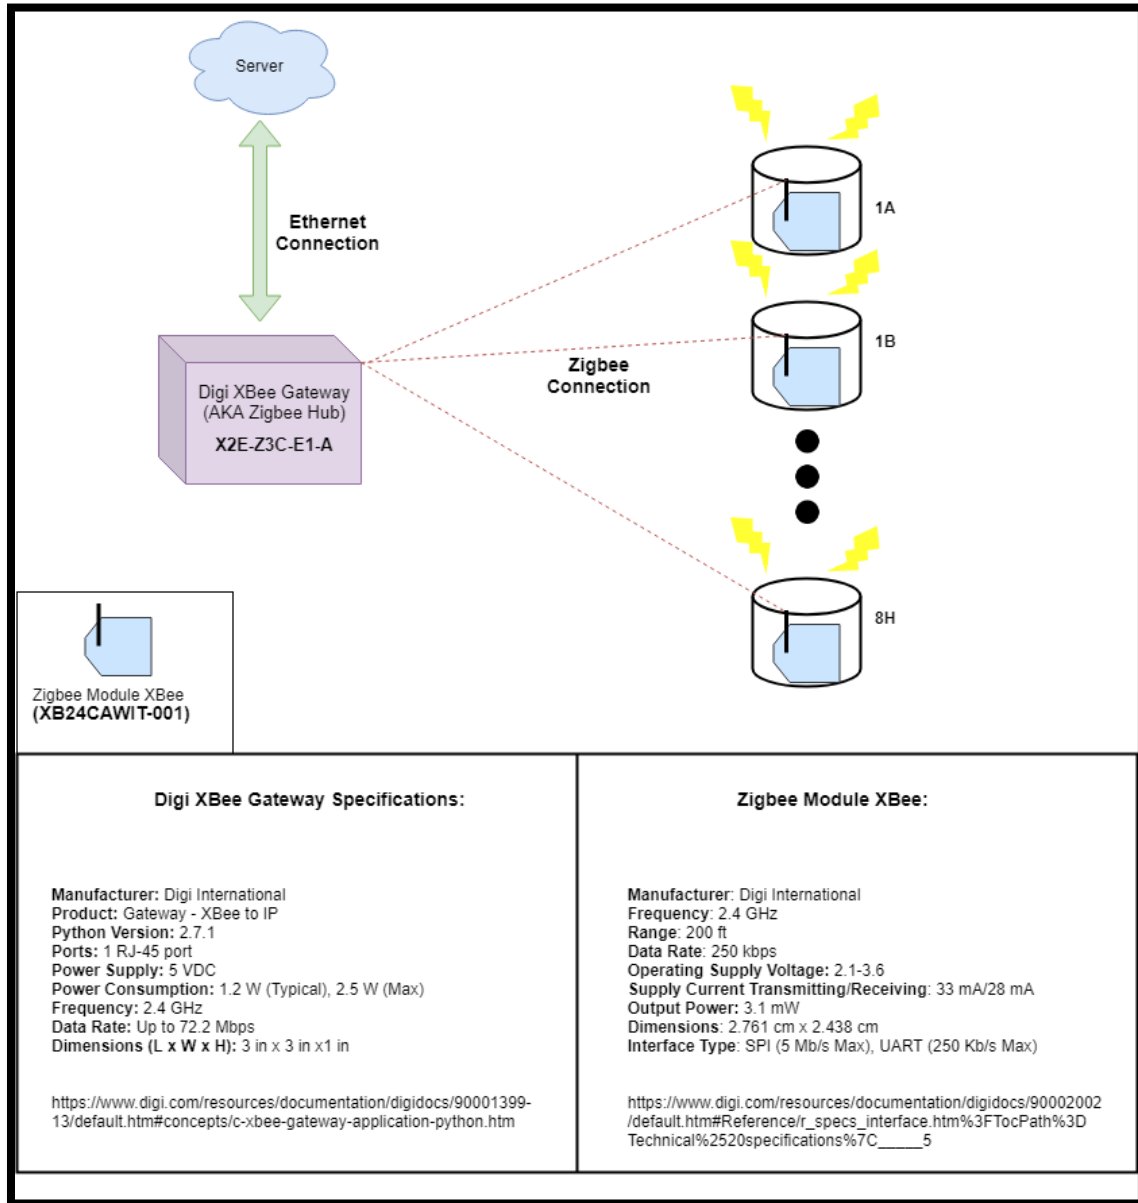 Server
Ethernet
Connection
1A
1B
Zigbee
Connection
Digi XBee Gateway
(AKA Zigbee Hub)
X2E-Z3C-E1-A
8H
Zigbee Module XBee
(XB24CAWIT-001)
Digi XBee Gateway Specifications:
Manufacturer: Digi International
Product: Gateway - XBee to IP
Python Version: 2.7.1
Ports: 1 RJ-45 port
Power Supply: 5 VDC
Power Consumption: 1.2 W (Typical), 2.5 W (Max)
Frequency: 2.4 GHz
Data Rate: Up to 72.2 Mbps
Dimensions (L x W x H): 3 in x 3 in x1 in
https://www.digi.com/resources/documentation/digidocs/90001399-
13/default.htm#concepts/c-xbee-gateway-application-python.htm
Zigbee Module XBee:
Manufacturer: Digi International
Frequency: 2.4 GHz
Range: 200 ft
Data Rate: 250 kbps
Operating Supply Voltage: 2.1-3.6
Supply Current Transmitting/Receiving: 33 mA/28 mA
Output Power: 3.1 mW
Dimensions: 2.761 cm x 2.438 cm
Interface Type: SPI (5 Mb/s Max), UART (250 Kb/s Max)
https://www.digi.com/resources/documentation/digidocs/90002002
/default.htm#Reference/r_specs_interface.htm%3FTocPath%3D
Technical%2520specifications%7C_____5